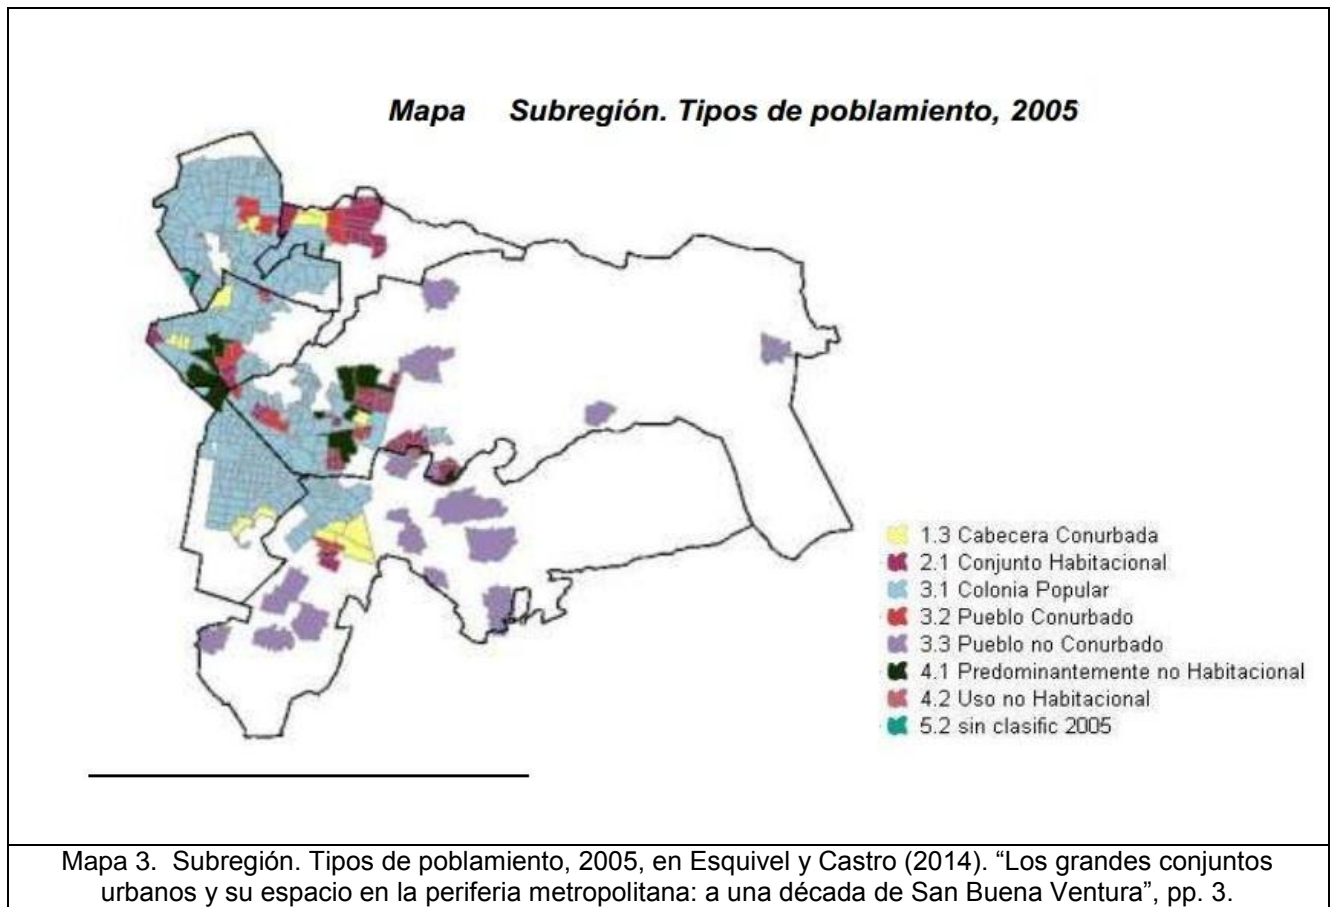 Mapa Subregión. Tipos de poblamiento, 2005
1.3 Cabecera Conurbada
2.1 Conjunto Habitacional
3.1 Colonia Popular
3.2 Pueblo Conurbado
3.3 Pueblo no Conurbado
4.1 Predominantemente no Habitacional
4.2 Uso no Habitacional
5.2 sin clasific 2005
Mapa 3. Subregión. Tipos de poblamiento, 2005, en Esquivel y Castro (2014). “Los grandes conjuntos
urbanos y su espacio en la periferia metropolitana: a una década de San Buena Ventura”, pp. 3.